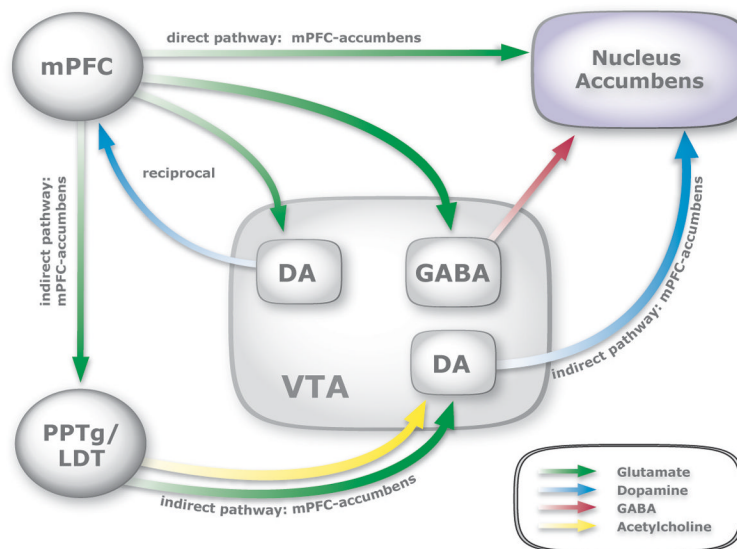 direct pathway: mPFC-accumbens
mPFC
Nucleus
Accumbens
reciprocal
indirect pathway:
mPFC-accumbens
DA
GABA
indirect pathway: mPFC-accumbens
DA
VTA
PPTg/
LDT
indirect pathway: mPFC-accumbens
Glutamate
Dopamine
GABA
Acetylcholine